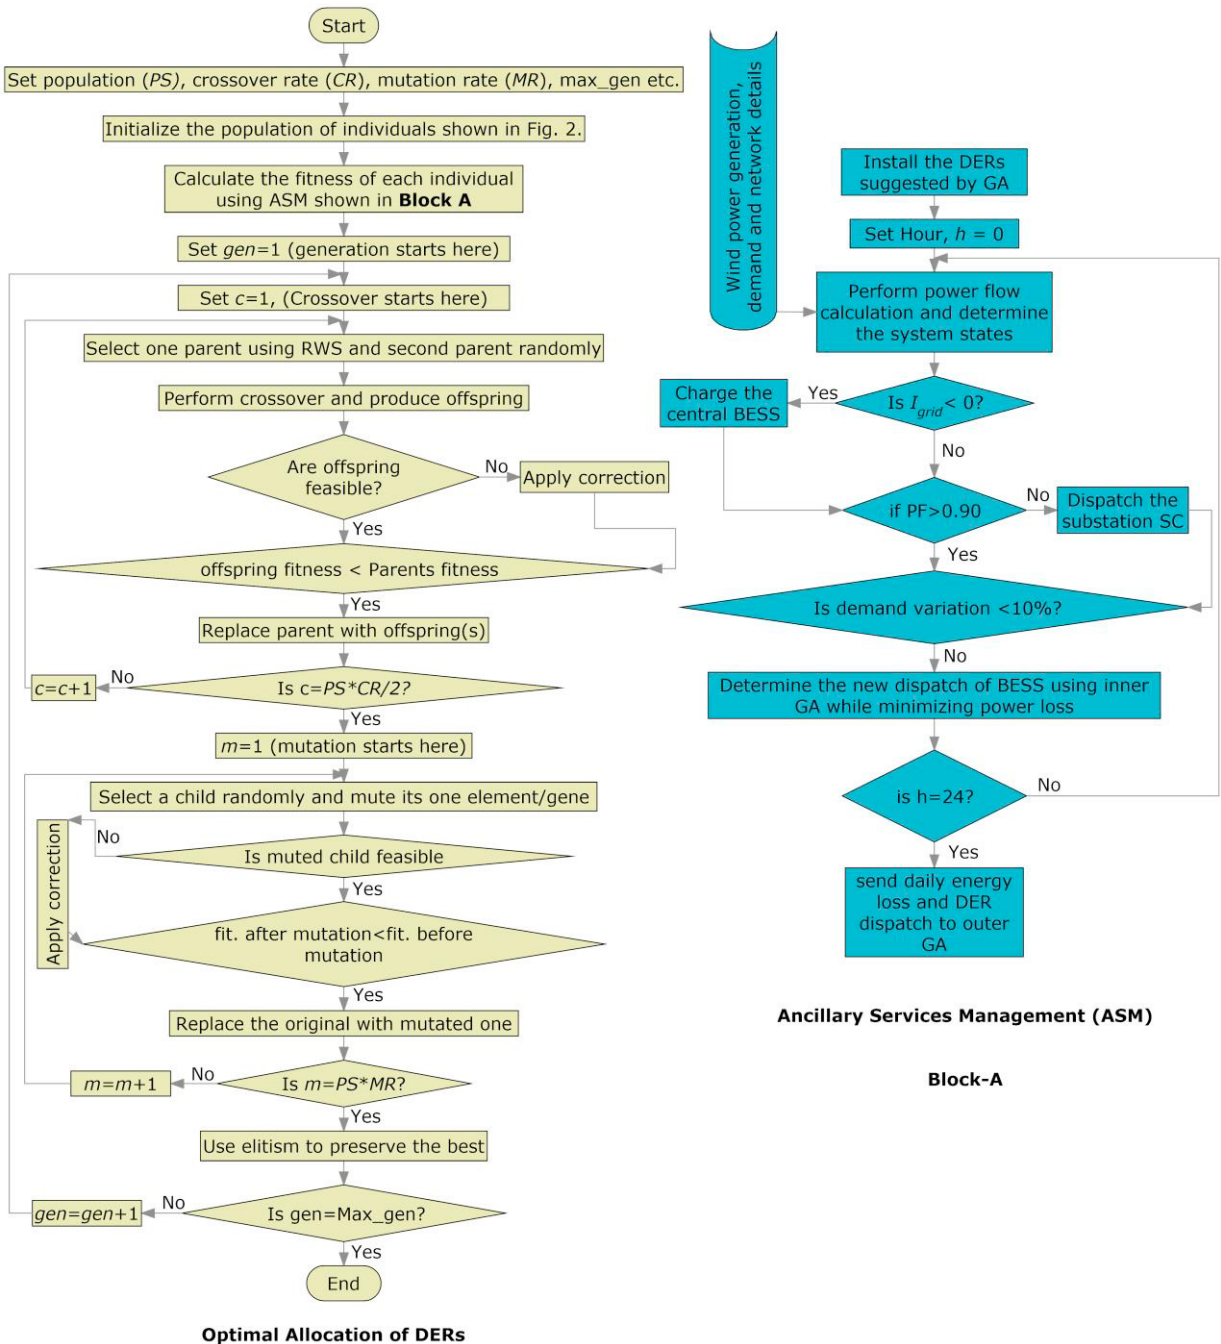 Start
Set population (PS), crossover rate (CR), mutation rate (MR), max_gen etc.
Initialize the population of individuals shown in Fig. 2.
Calculate the fitness of each individual
using ASM shown in Block A
Set gen=1 (generation starts here)
Set c=1, (Crossover starts here)
Select one parent using RWS and second parent randomly
Perform crossover and produce offspring
Are offspring
feasible?
No
Apply correction
Yes
offspring fitness < Parents fitness
Yes
Replace parent with offspring(s)
Is c=PS*CR/2?
No
c=c+1
Yes
m=1 (mutation starts here)
Select a child randomly and mute its one element/gene
Is muted child feasible
No
Apply correction
Yes
fit. after mutation<fit. before
mutation
Yes
Replace the original with mutated one
Is m=PS*MR?
No
m=m+1
Yes
Use elitism to preserve the best
Is gen=Max_gen?
No
gen=gen+1
Yes
End
Optimal Allocation of DERs
Wind power generation,
demand and network details
Install the DERs
suggested by GA
Set Hour, h = 0
Perform power flow
calculation and determine
the system states
Is Igrid< 0?
Yes
Charge the
central BESS
No
if PF>0.90
No
Dispatch the
substation SC
Yes
Is demand variation <10%?
No
Determine the new dispatch of BESS using inner
GA while minimizing power loss
is h=24?
No
Yes
send daily energy
loss and DER
dispatch to outer
GA
Ancillary Services Management (ASM)
Block-A